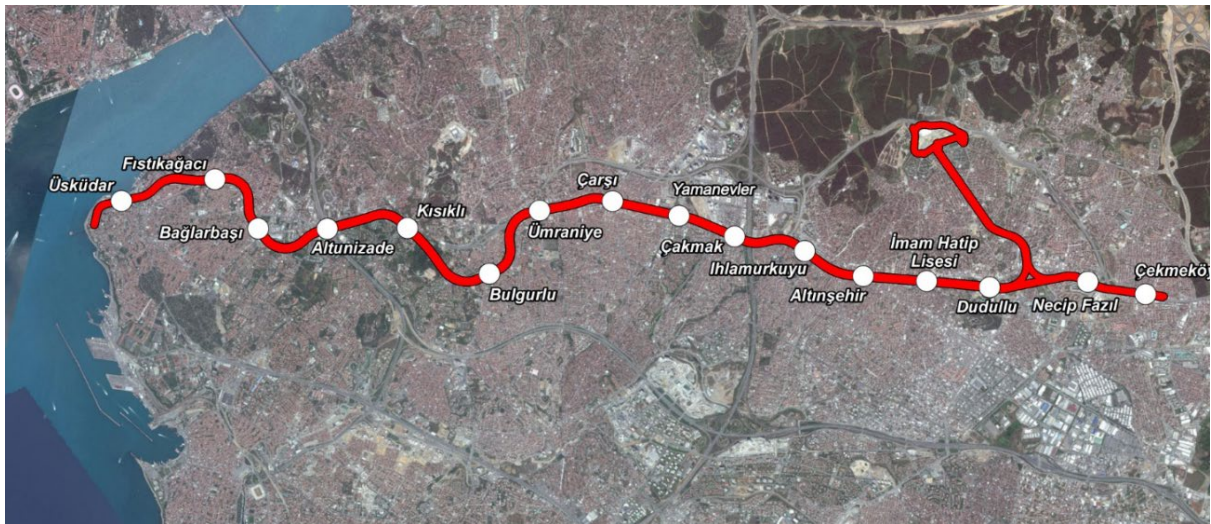 Üsküdar
Fıstıkağacı
Bağlarbaşı
Altunizade
Kısıklı
Bulgurlu
Ümraniye
Çarşı
Yamanevler
Çakmak
Ihlamurkuyu
Altınşehir
İmam Hatip
Lisesi
Dudullu
Necip Fazıl
Çekmeköy